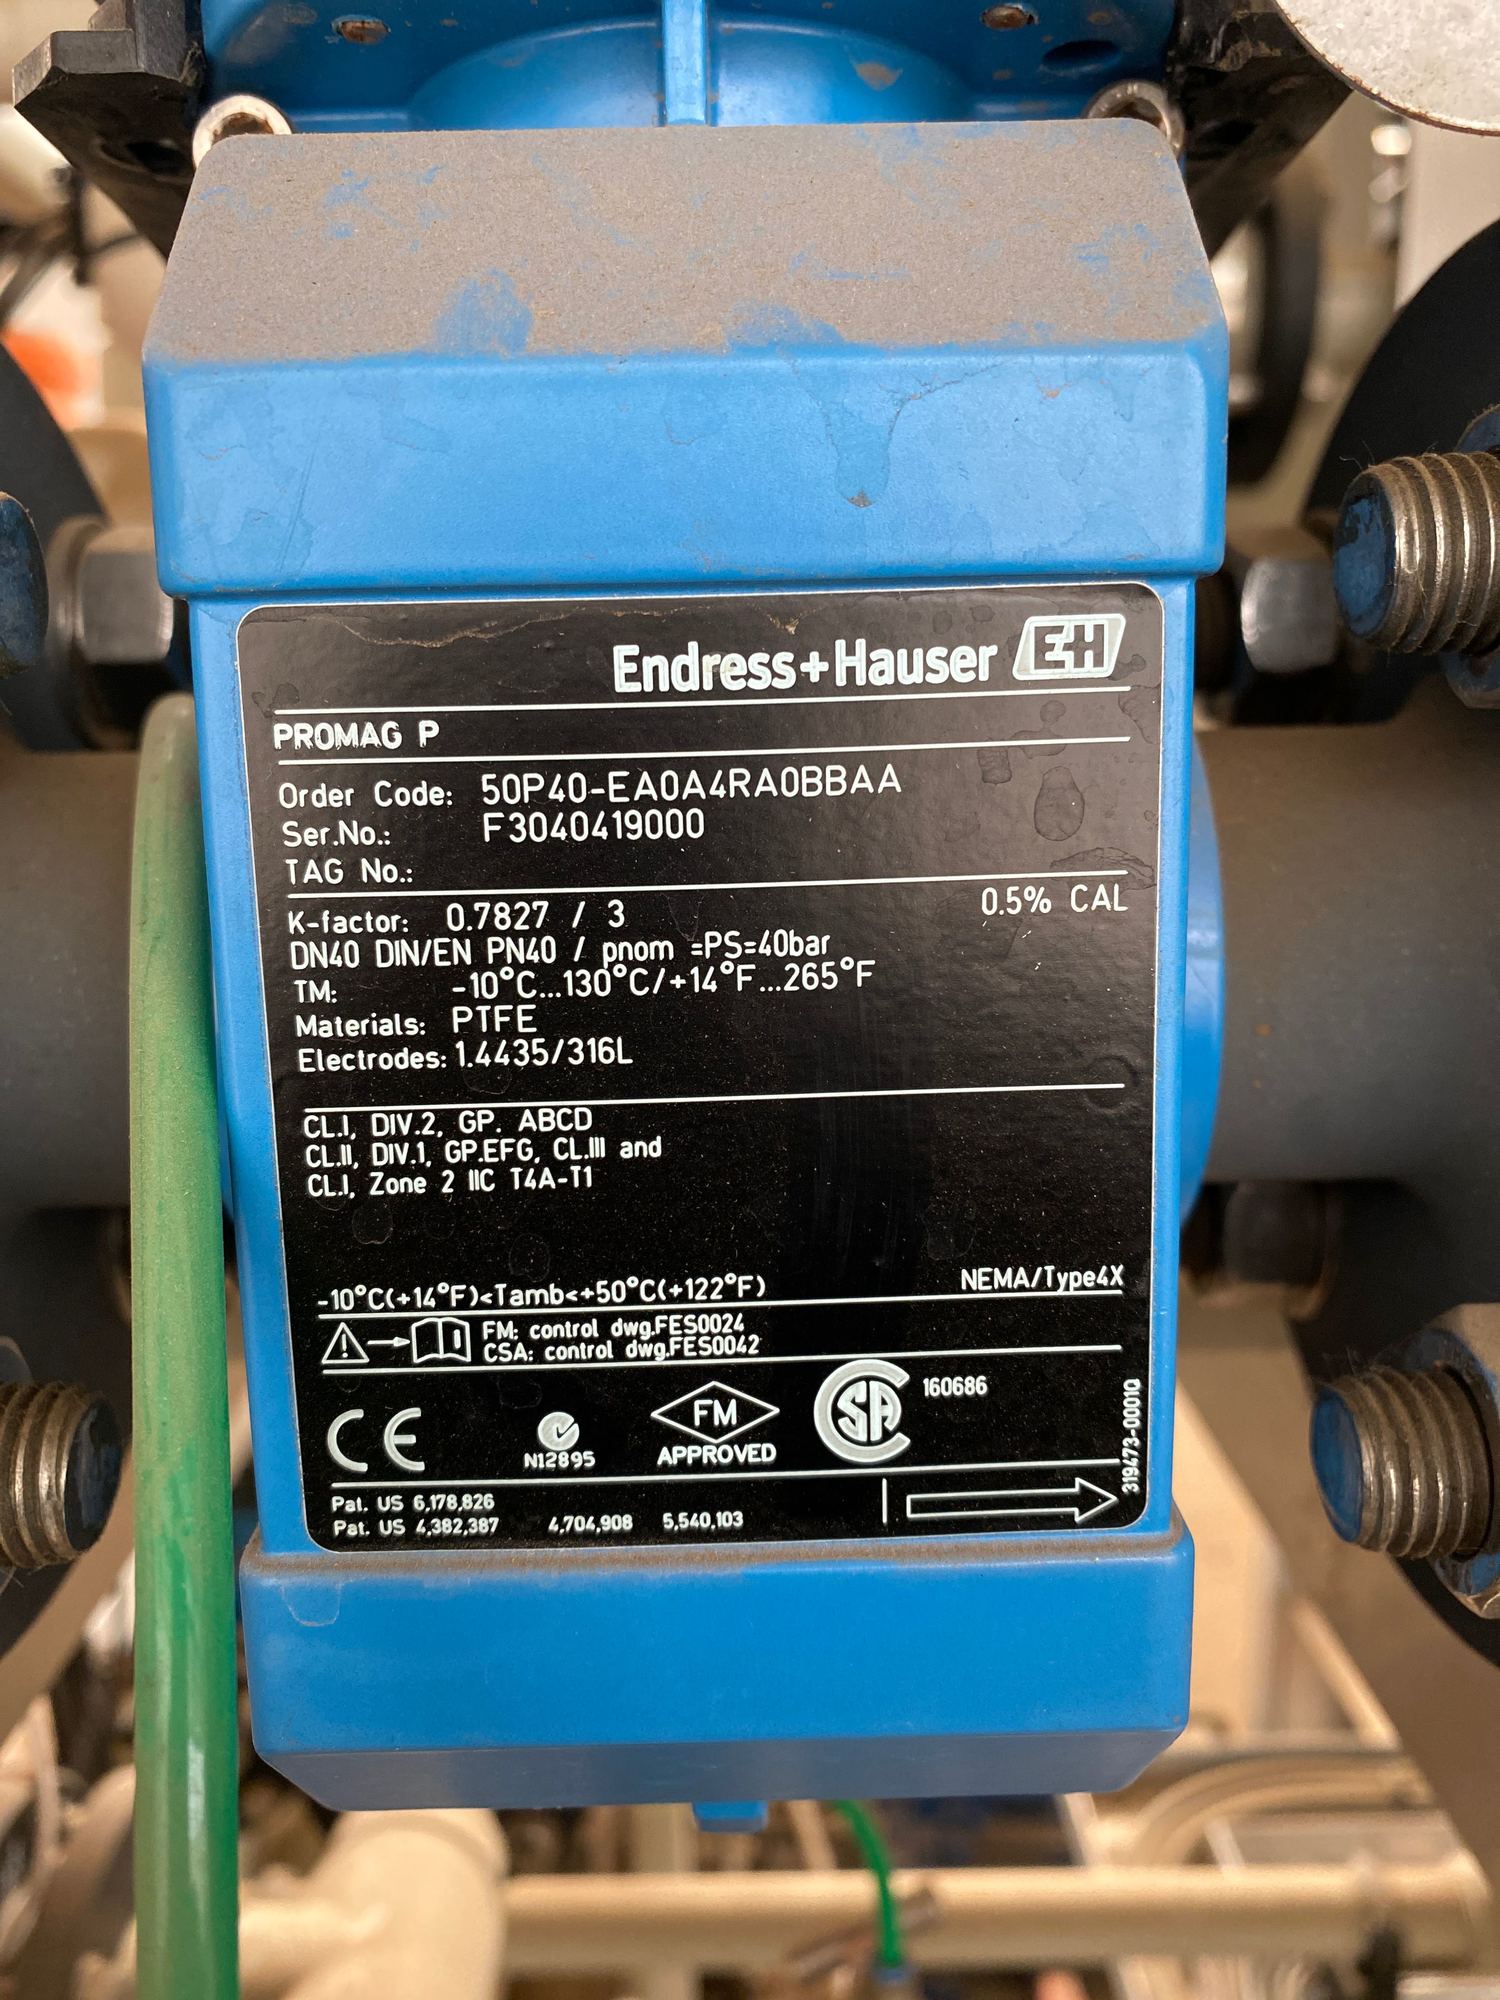 Endress+Hauser EH
PROMAG P
Order Code: 50P40-EA0A4RA0BBAA
Ser.No.: F3040419000
TAG No.:
K-factor: 0.7827 / 3 0.5% CAL
DN40 DIN/EN PN40 / pnom =PS=40bar
TM: -10°C...130°C/+14°F...265°F
Materials: PTFE
Electrodes: 1.4435/316L
CL.I, DIV.2, GP. ABCD
CL.II, DIV.1, GP.EFG, CL.III and
CL.I, Zone 2 IIC T4A-T1
-10°C(+14°F)<Tamb<+50°C(+122°F) NEMA/Type4X
FM: control dwg.FES0024
CSA: control dwg.FES0042
CE N12895 FM APPROVED CSA 160686
319473-0001Q
Pat. US 6,178,826
Pat. US 4,382,387 4,704,908 5,540,103